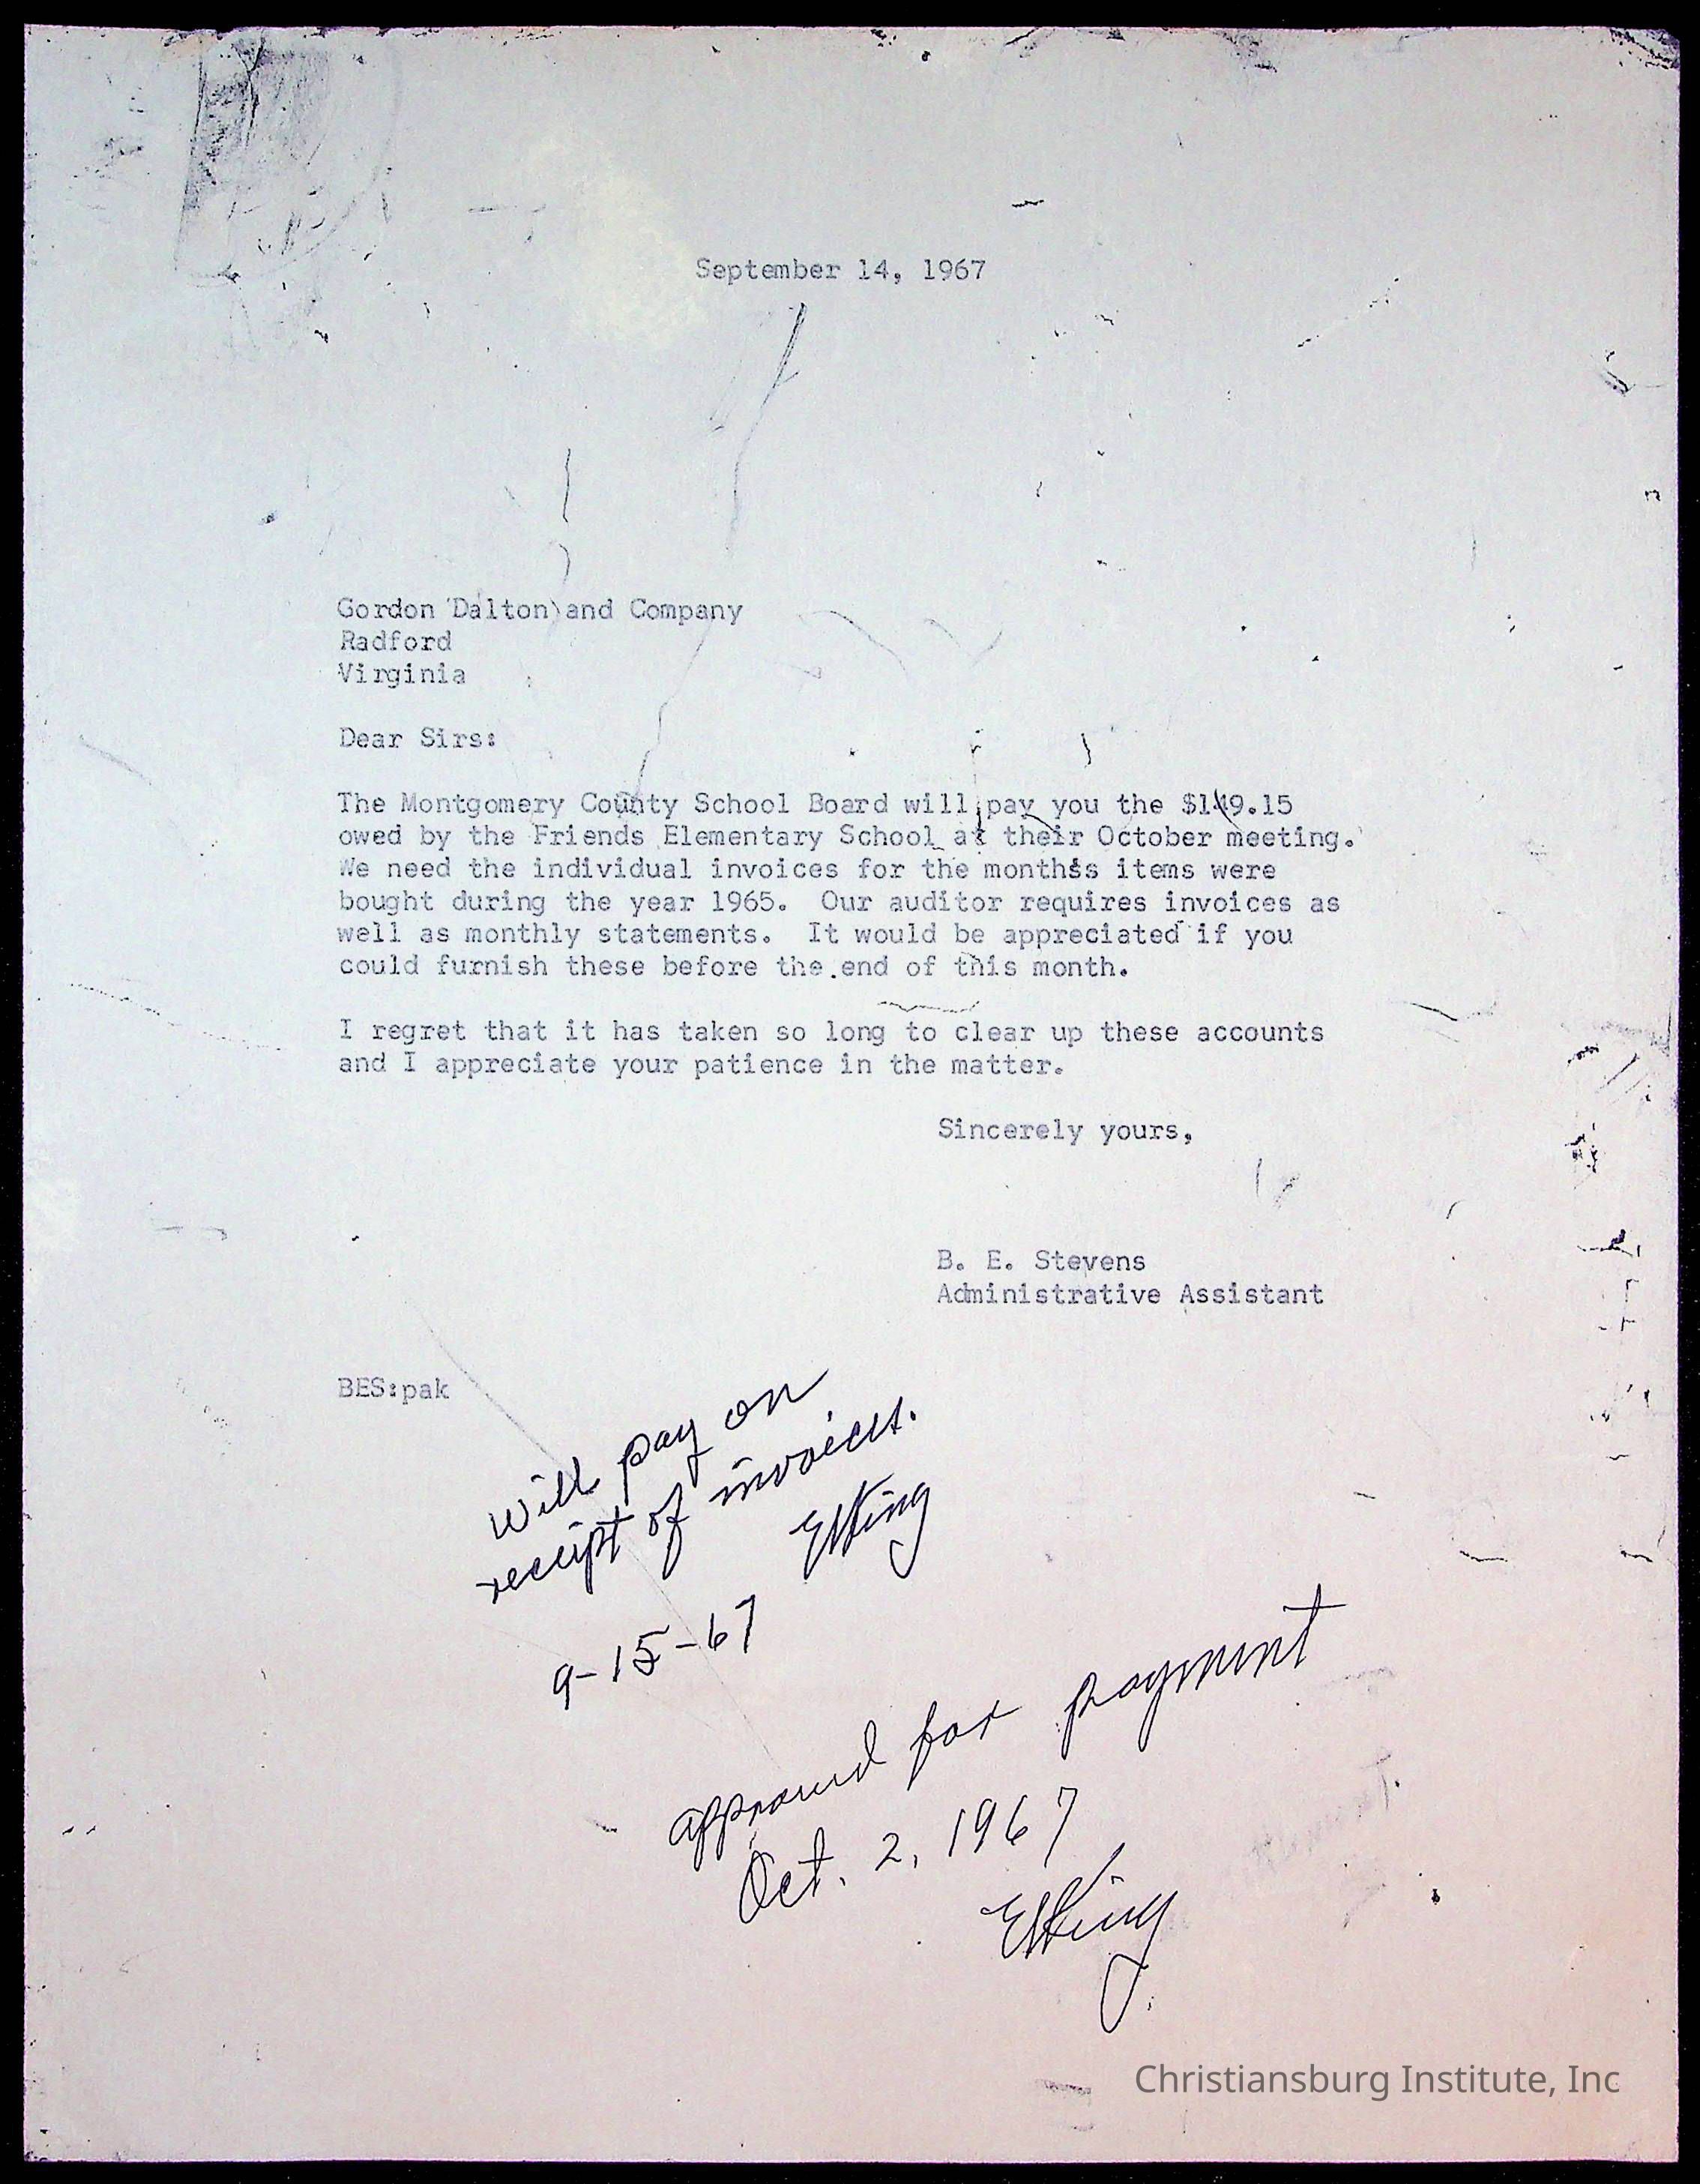 September 14, 1967
Gordon Dalton and Company
Radford
Virginia
Dear Sirs:
The Montgomery County School Board will pay you the $149.15
owed by the Friends Elementary School at their October meeting.
We need the individual invoices for the months items were
bought during the year 1965. Our auditor requires invoices as
well as monthly statements. It would be appreciated if you
could furnish these before the end of this month.
I regret that it has taken so long to clear up these accounts
and I appreciate your patience in the matter.
Sincerely yours,
B. E. Stevens
Administrative Assistant
BES:pak
Will pay on
receipt of invoices.
EKing
9-15-67
approved for payment
Oct. 2, 1967
EKing
Christiansburg Institute, Inc